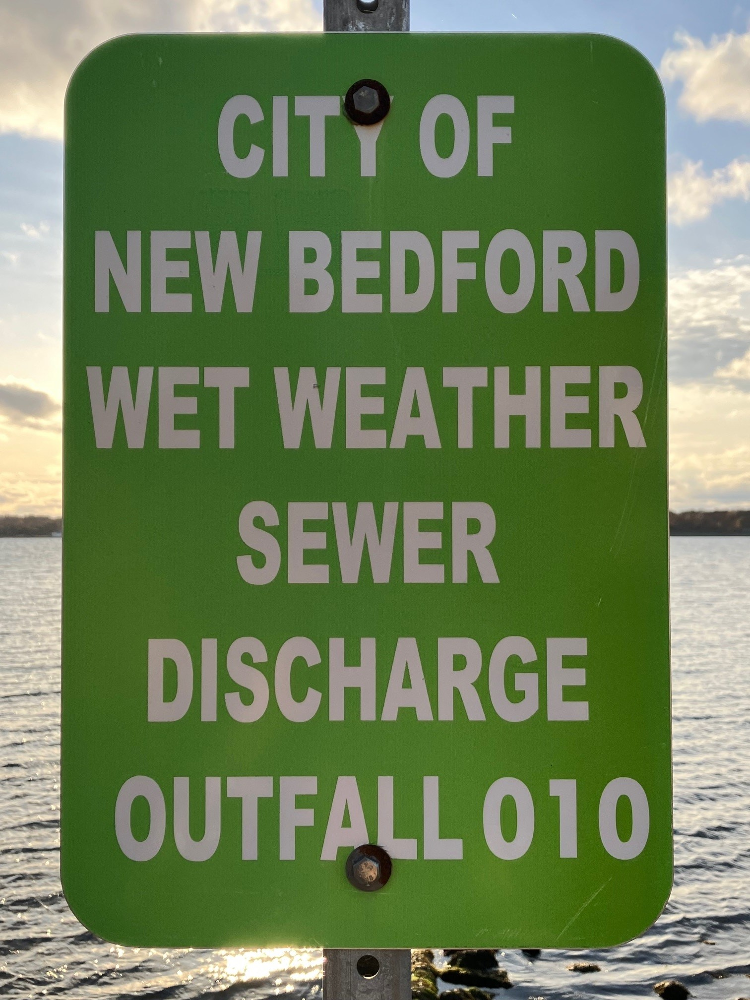 CITY OF
NEW BEDFORD
WET WEATHER
SEWER
DISCHARGE
OUTFALL 010